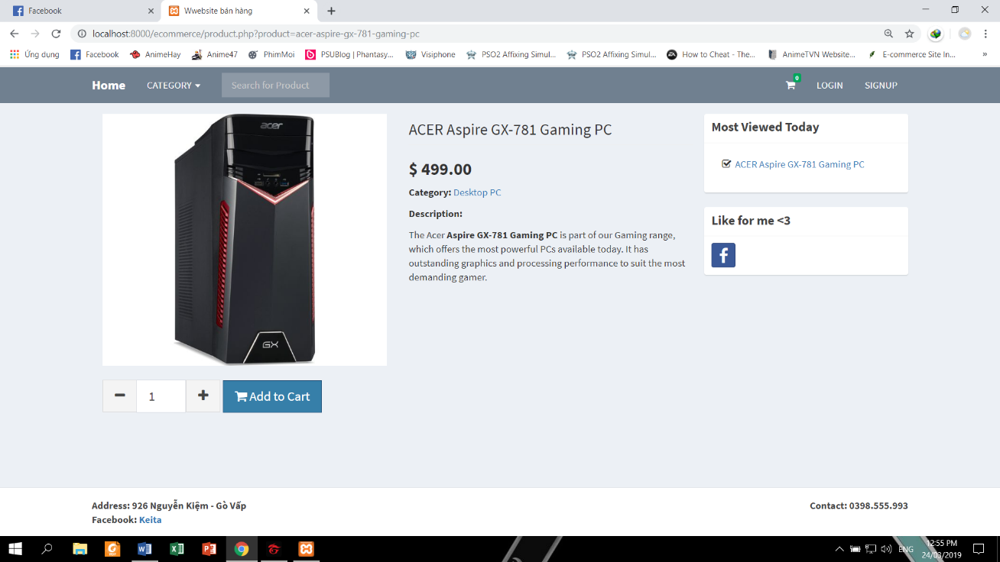 Facebook
Wwebsite bán hàng
localhost:8000/ecommerce/product.php?product=acer-aspire-gx-781-gaming-pc
Ứng dung
Facebook
AnimeHay
Anime47
PhimMoi
PSUBlog | Phantasy...
Visiphone
PSO2 Affixing Simul...
PSO2 Affixing Simul...
How to Cheat - The...
AnimeTVN Website...
E-commerce Site In...
»
Home
CATEGORY
Search for Product
0
LOGIN
SIGNUP
acer
GX
ACER Aspire GX-781 Gaming PC
$ 499.00
Category: Desktop PC
Description:
The Acer Aspire GX-781 Gaming PC is part of our Gaming range,
which offers the most powerful PCs available today. It has
outstanding graphics and processing performance to suit the most
demanding gamer.
1
Add to Cart
Most Viewed Today
ACER Aspire GX-781 Gaming PC
Like for me <3
Address: 926 Nguyễn Kiệm - Gò Vấp
Facebook: Keita
Contact: 0398.555.993
ENG
12:55 PM
24/03/2019